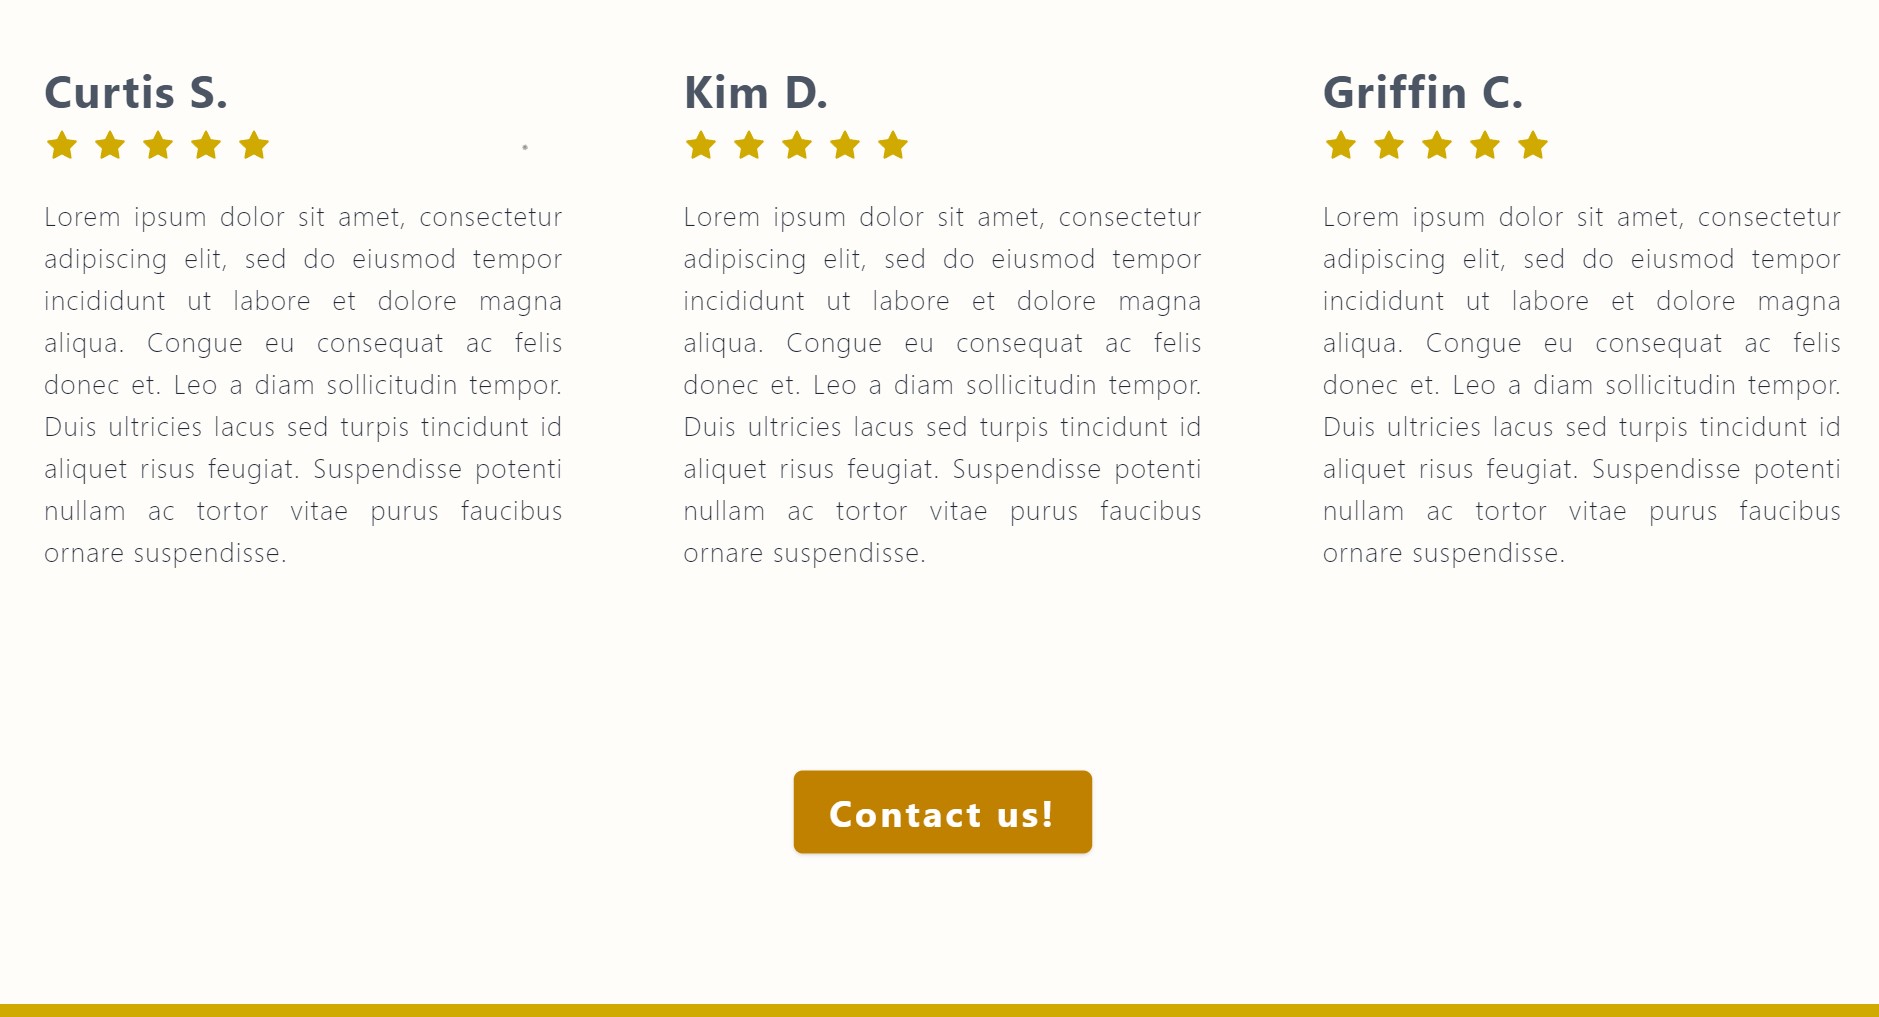 Curtis S.
Lorem ipsum dolor sit amet, consectetur
adipiscing elit, sed do eiusmod tempor
incididunt ut labore et dolore magna
aliqua. Congue eu consequat ac felis
donec et. Leo a diam sollicitudin tempor.
Duis ultricies lacus sed turpis tincidunt id
aliquet risus feugiat. Suspendisse potenti
nullam ac tortor vitae purus faucibus
ornare suspendisse.
Kim D.
Lorem ipsum dolor sit amet, consectetur
adipiscing elit, sed do eiusmod tempor
incididunt ut labore et dolore magna
aliqua. Congue eu consequat ac felis
donec et. Leo a diam sollicitudin tempor.
Duis ultricies lacus sed turpis tincidunt id
aliquet risus feugiat. Suspendisse potenti
nullam ac tortor vitae purus faucibus
ornare suspendisse.
Griffin C.
Lorem ipsum dolor sit amet, consectetur
adipiscing elit, sed do eiusmod tempor
incididunt ut labore et dolore magna
aliqua. Congue eu consequat ac felis
donec et. Leo a diam sollicitudin tempor.
Duis ultricies lacus sed turpis tincidunt id
aliquet risus feugiat. Suspendisse potenti
nullam ac tortor vitae purus faucibus
ornare suspendisse.
Contact us!